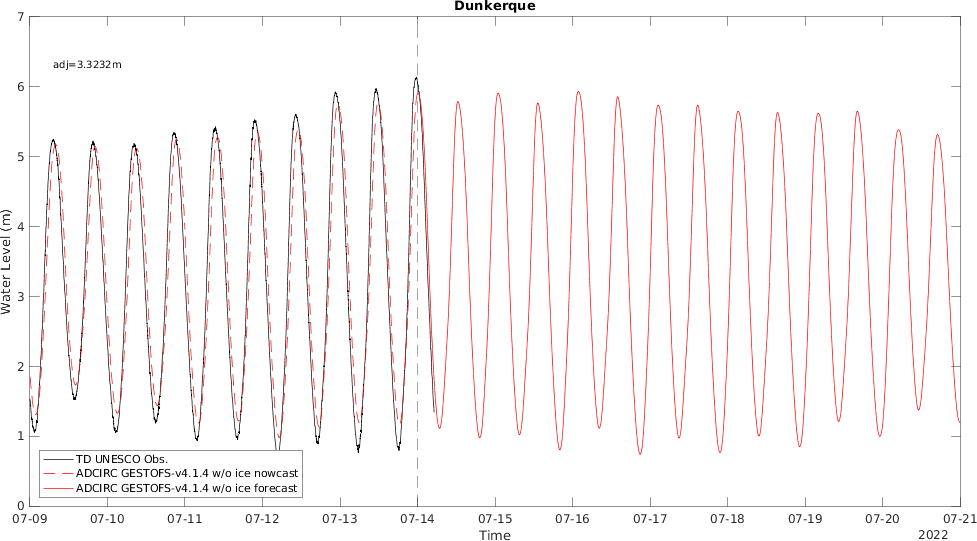 Dunkerque
7
adj=3.3232m
6
5
4
Water Level (m)
3
2
1
0
TD UNESCO Obs.
ADCIRC GESTOFS-v4.1.4 w/o ice nowcast
ADCIRC GESTOFS-v4.1.4 w/o ice forecast
07-09 07-10 07-11 07-12 07-13 07-14 07-15 07-16 07-17 07-18 07-19 07-20 07-21
Time
2022